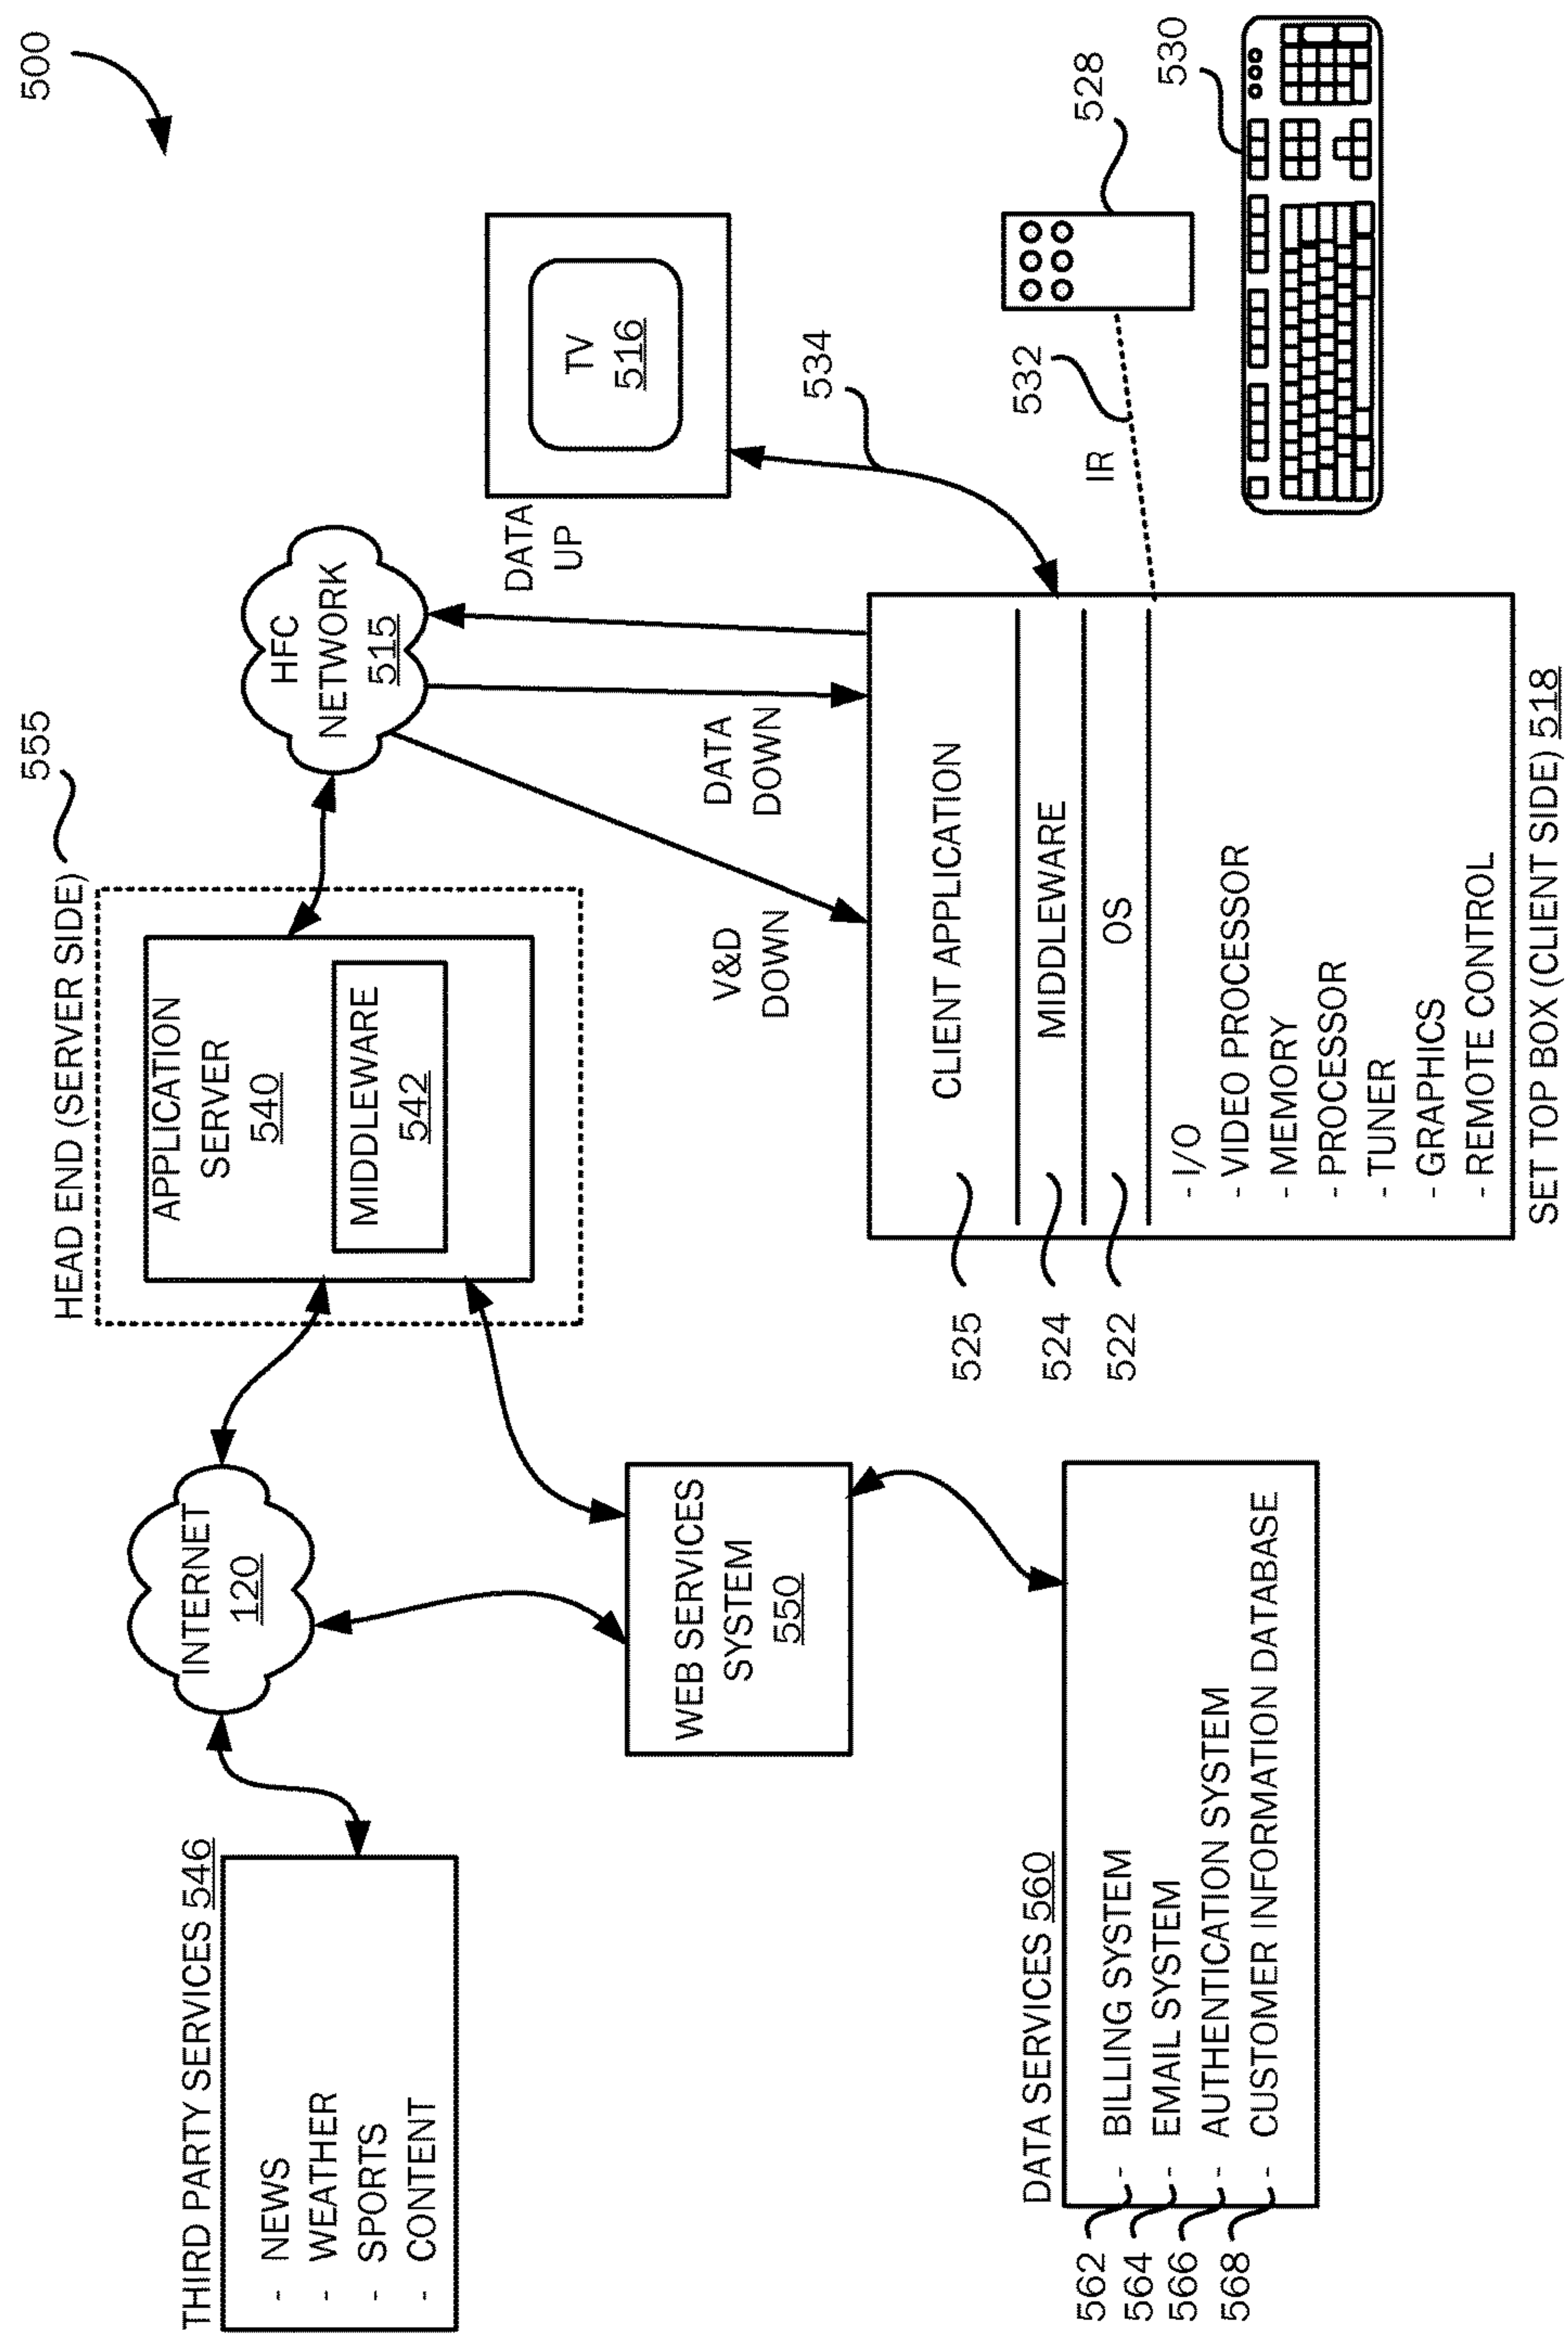 500
HEAD END (SERVER SIDE)
555
THIRD PARTY SERVICES 546
- NEWS
- WEATHER
- SPORTS
- CONTENT
INTERNET
120
APPLICATION
SERVER
540
MIDDLEWARE
542
HFC
NETWORK
515
TV
516
DATA
UP
DATA
DOWN
V&D
DOWN
534
WEB SERVICES
SYSTEM
550
DATA SERVICES 560
562
- BILLING SYSTEM
564
- EMAIL SYSTEM
566
- AUTHENTICATION SYSTEM
568
- CUSTOMER INFORMATION DATABASE
525
CLIENT APPLICATION
524
MIDDLEWARE
522
OS
- I/O
- VIDEO PROCESSOR
- MEMORY
- PROCESSOR
- TUNER
- GRAPHICS
- REMOTE CONTROL
SET TOP BOX (CLIENT SIDE) 518
IR
532
528
530